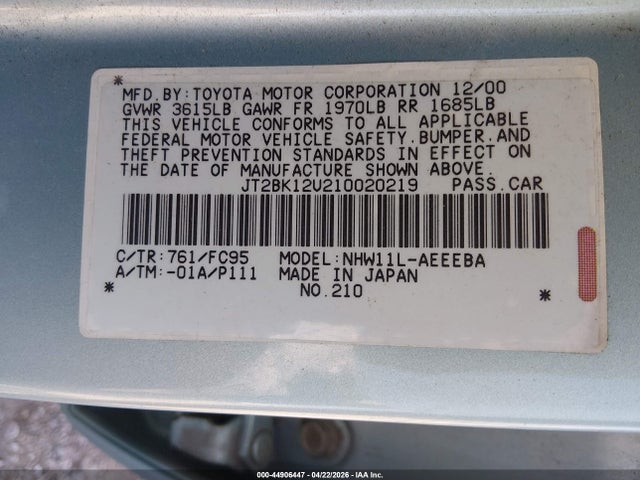 *
MFD.BY:TOYOTA MOTOR CORPORATION 12/00
GVWR 3615LB GAWR FR 1970LB RR 1685LB
THIS VEHICLE CONFORMS TO ALL APPLICABLE
FEDERAL MOTOR VEHICLE SAFETY.BUMPER.AND
THEFT PREVENTION STANDARDS IN EFFECT ON
THE DATE OF MANUFACTURE SHOWN ABOVE.
JT2BK12U210020219 PASS.CAR
C/TR:761/FC95 MODEL:NHW11L-AEEEBA
A/TM:-01A/P111 MADE IN JAPAN
* NO.210 *
000-44906447 - 04/22/2026 - IAA Inc.